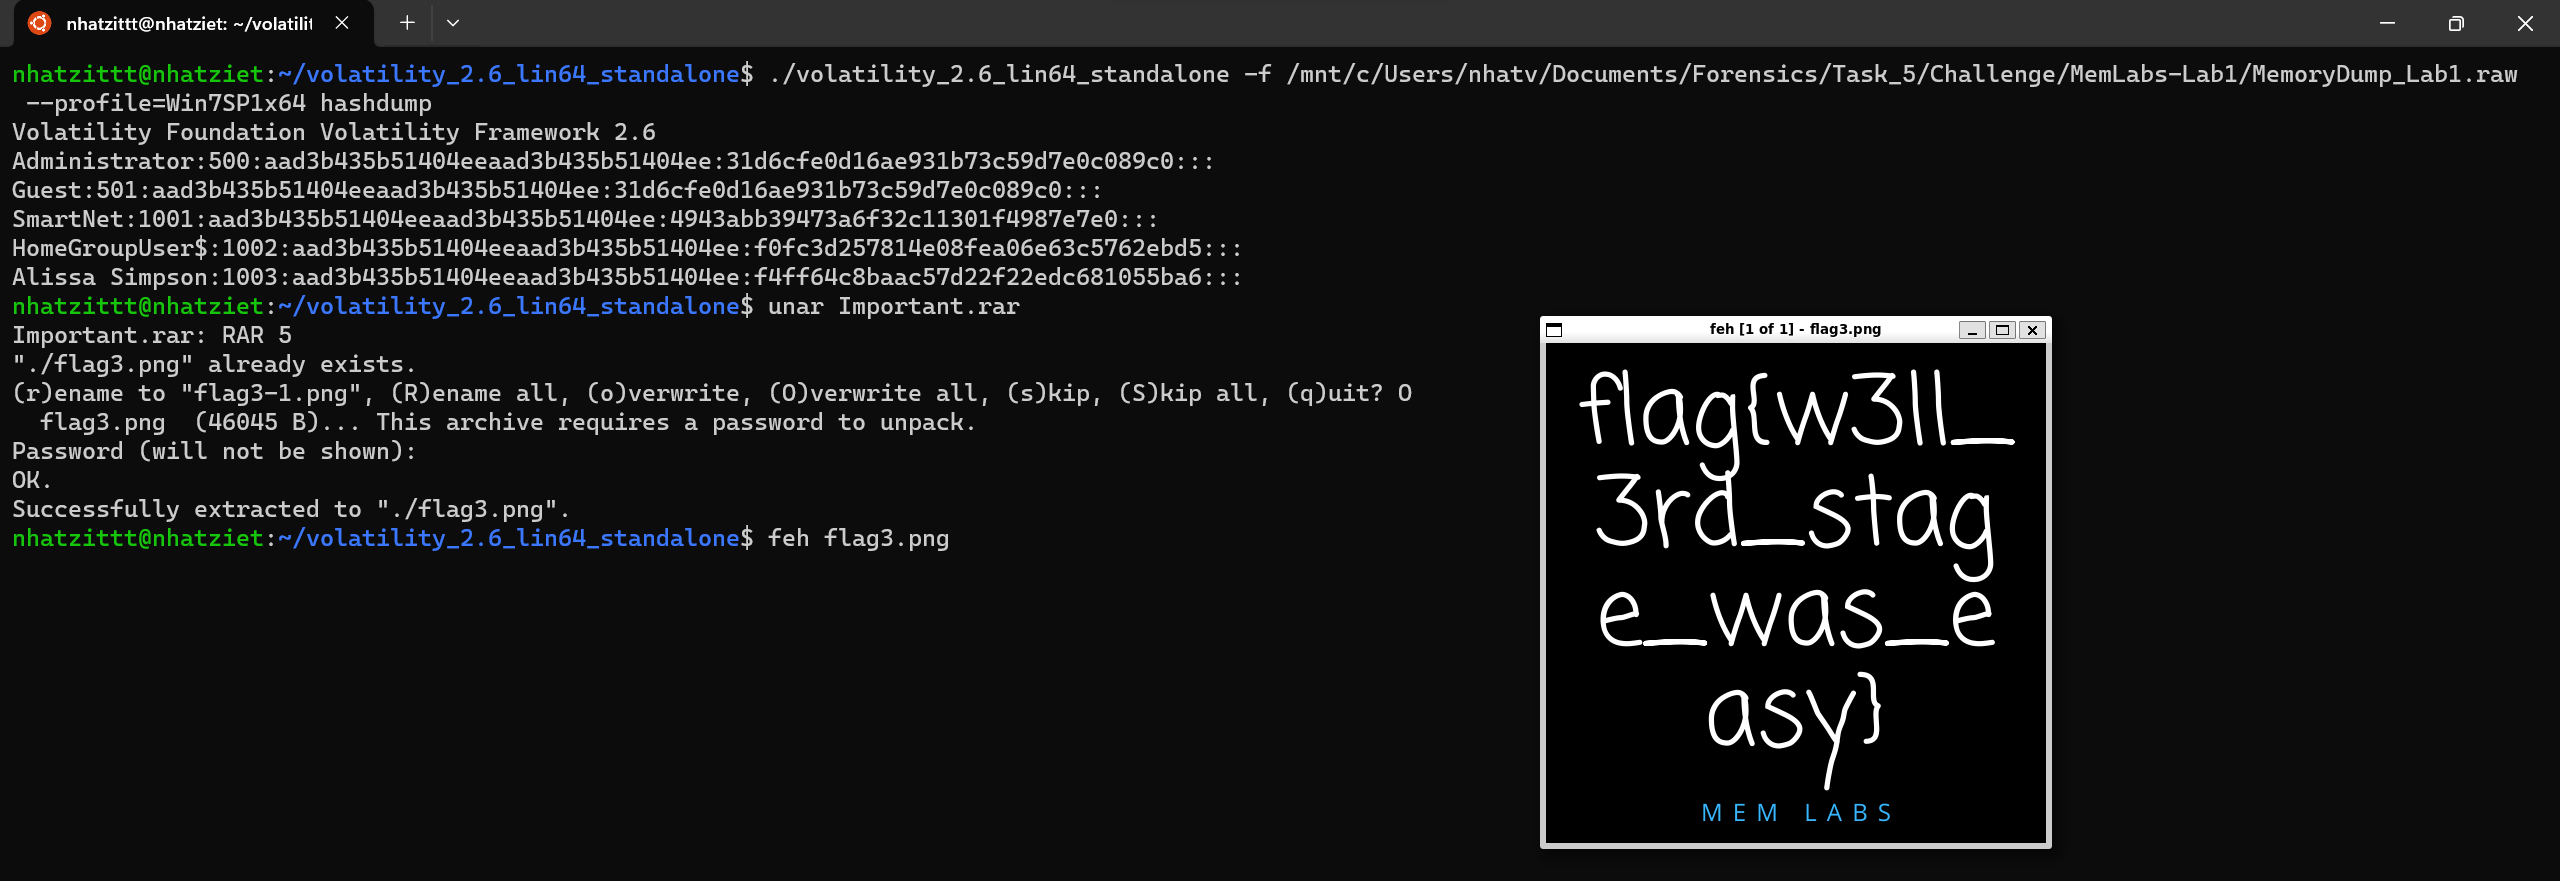 nhatzittt@nhatziet: ~/volatilit
nhatzittt@nhatziet:~/volatility_2.6_lin64_standalone$ ./volatility_2.6_lin64_standalone -f /mnt/c/Users/nhatv/Documents/Forensics/Task_5/Challenge/MemLabs-Lab1/MemoryDump_Lab1.raw
--profile=Win7SP1x64 hashdump
Volatility Foundation Volatility Framework 2.6
Administrator:500:aad3b435b51404eeaad3b435b51404ee:31d6cfe0d16ae931b73c59d7e0c089c0:::
Guest:501:aad3b435b51404eeaad3b435b51404ee:31d6cfe0d16ae931b73c59d7e0c089c0:::
SmartNet:1001:aad3b435b51404eeaad3b435b51404ee:4943abb39473a6f32c11301f4987e7e0:::
HomeGroupUser$:1002:aad3b435b51404eeaad3b435b51404ee:f0fc3d257814e08fea06e63c5762ebd5:::
Alissa Simpson:1003:aad3b435b51404eeaad3b435b51404ee:f4ff64c8baac57d22f22edc681055ba6:::
nhatzittt@nhatziet:~/volatility_2.6_lin64_standalone$ unar Important.rar
Important.rar: RAR 5
"./flag3.png" already exists.
(r)ename to "flag3-1.png", (R)ename all, (o)verwrite, (O)verwrite all, (s)kip, (S)kip all, (q)uit? O
flag3.png  (46045 B)... This archive requires a password to unpack.
Password (will not be shown):
OK.
Successfully extracted to "./flag3.png".
nhatzittt@nhatziet:~/volatility_2.6_lin64_standalone$ feh flag3.png
feh [1 of 1] - flag3.png
flag{w3ll_
3rd_stag
e_was_e
asy}
MEM LABS